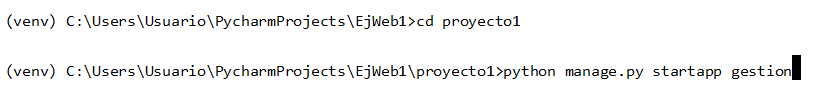 (venv) C:\Users\Usuario\PycharmProjects\EjWeb1>cd proyecto1
(venv) C:\Users\Usuario\PycharmProjects\EjWeb1\proyecto1>python manage.py startapp gestion